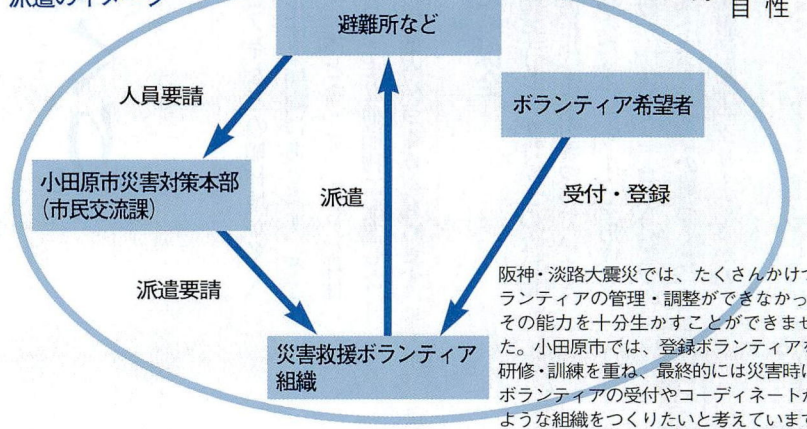 派遣のイメージ
自 性
避難所など
人員要請
ボランティア希望者
小田原市災害対策本部
(市民交流課)
派遣
受付・登録
派遣要請
災害救援ボランティア
組織
阪神・淡路大震災では、たくさんかけつ
ランティアの管理・調整ができなかっ
その能力を十分生かすことができませ
た。小田原市では、登録ボランティアを
研修・訓練を重ね、最終的には災害時に
ボランティアの受付やコーディネートが
ような組織をつくりたいと考えています